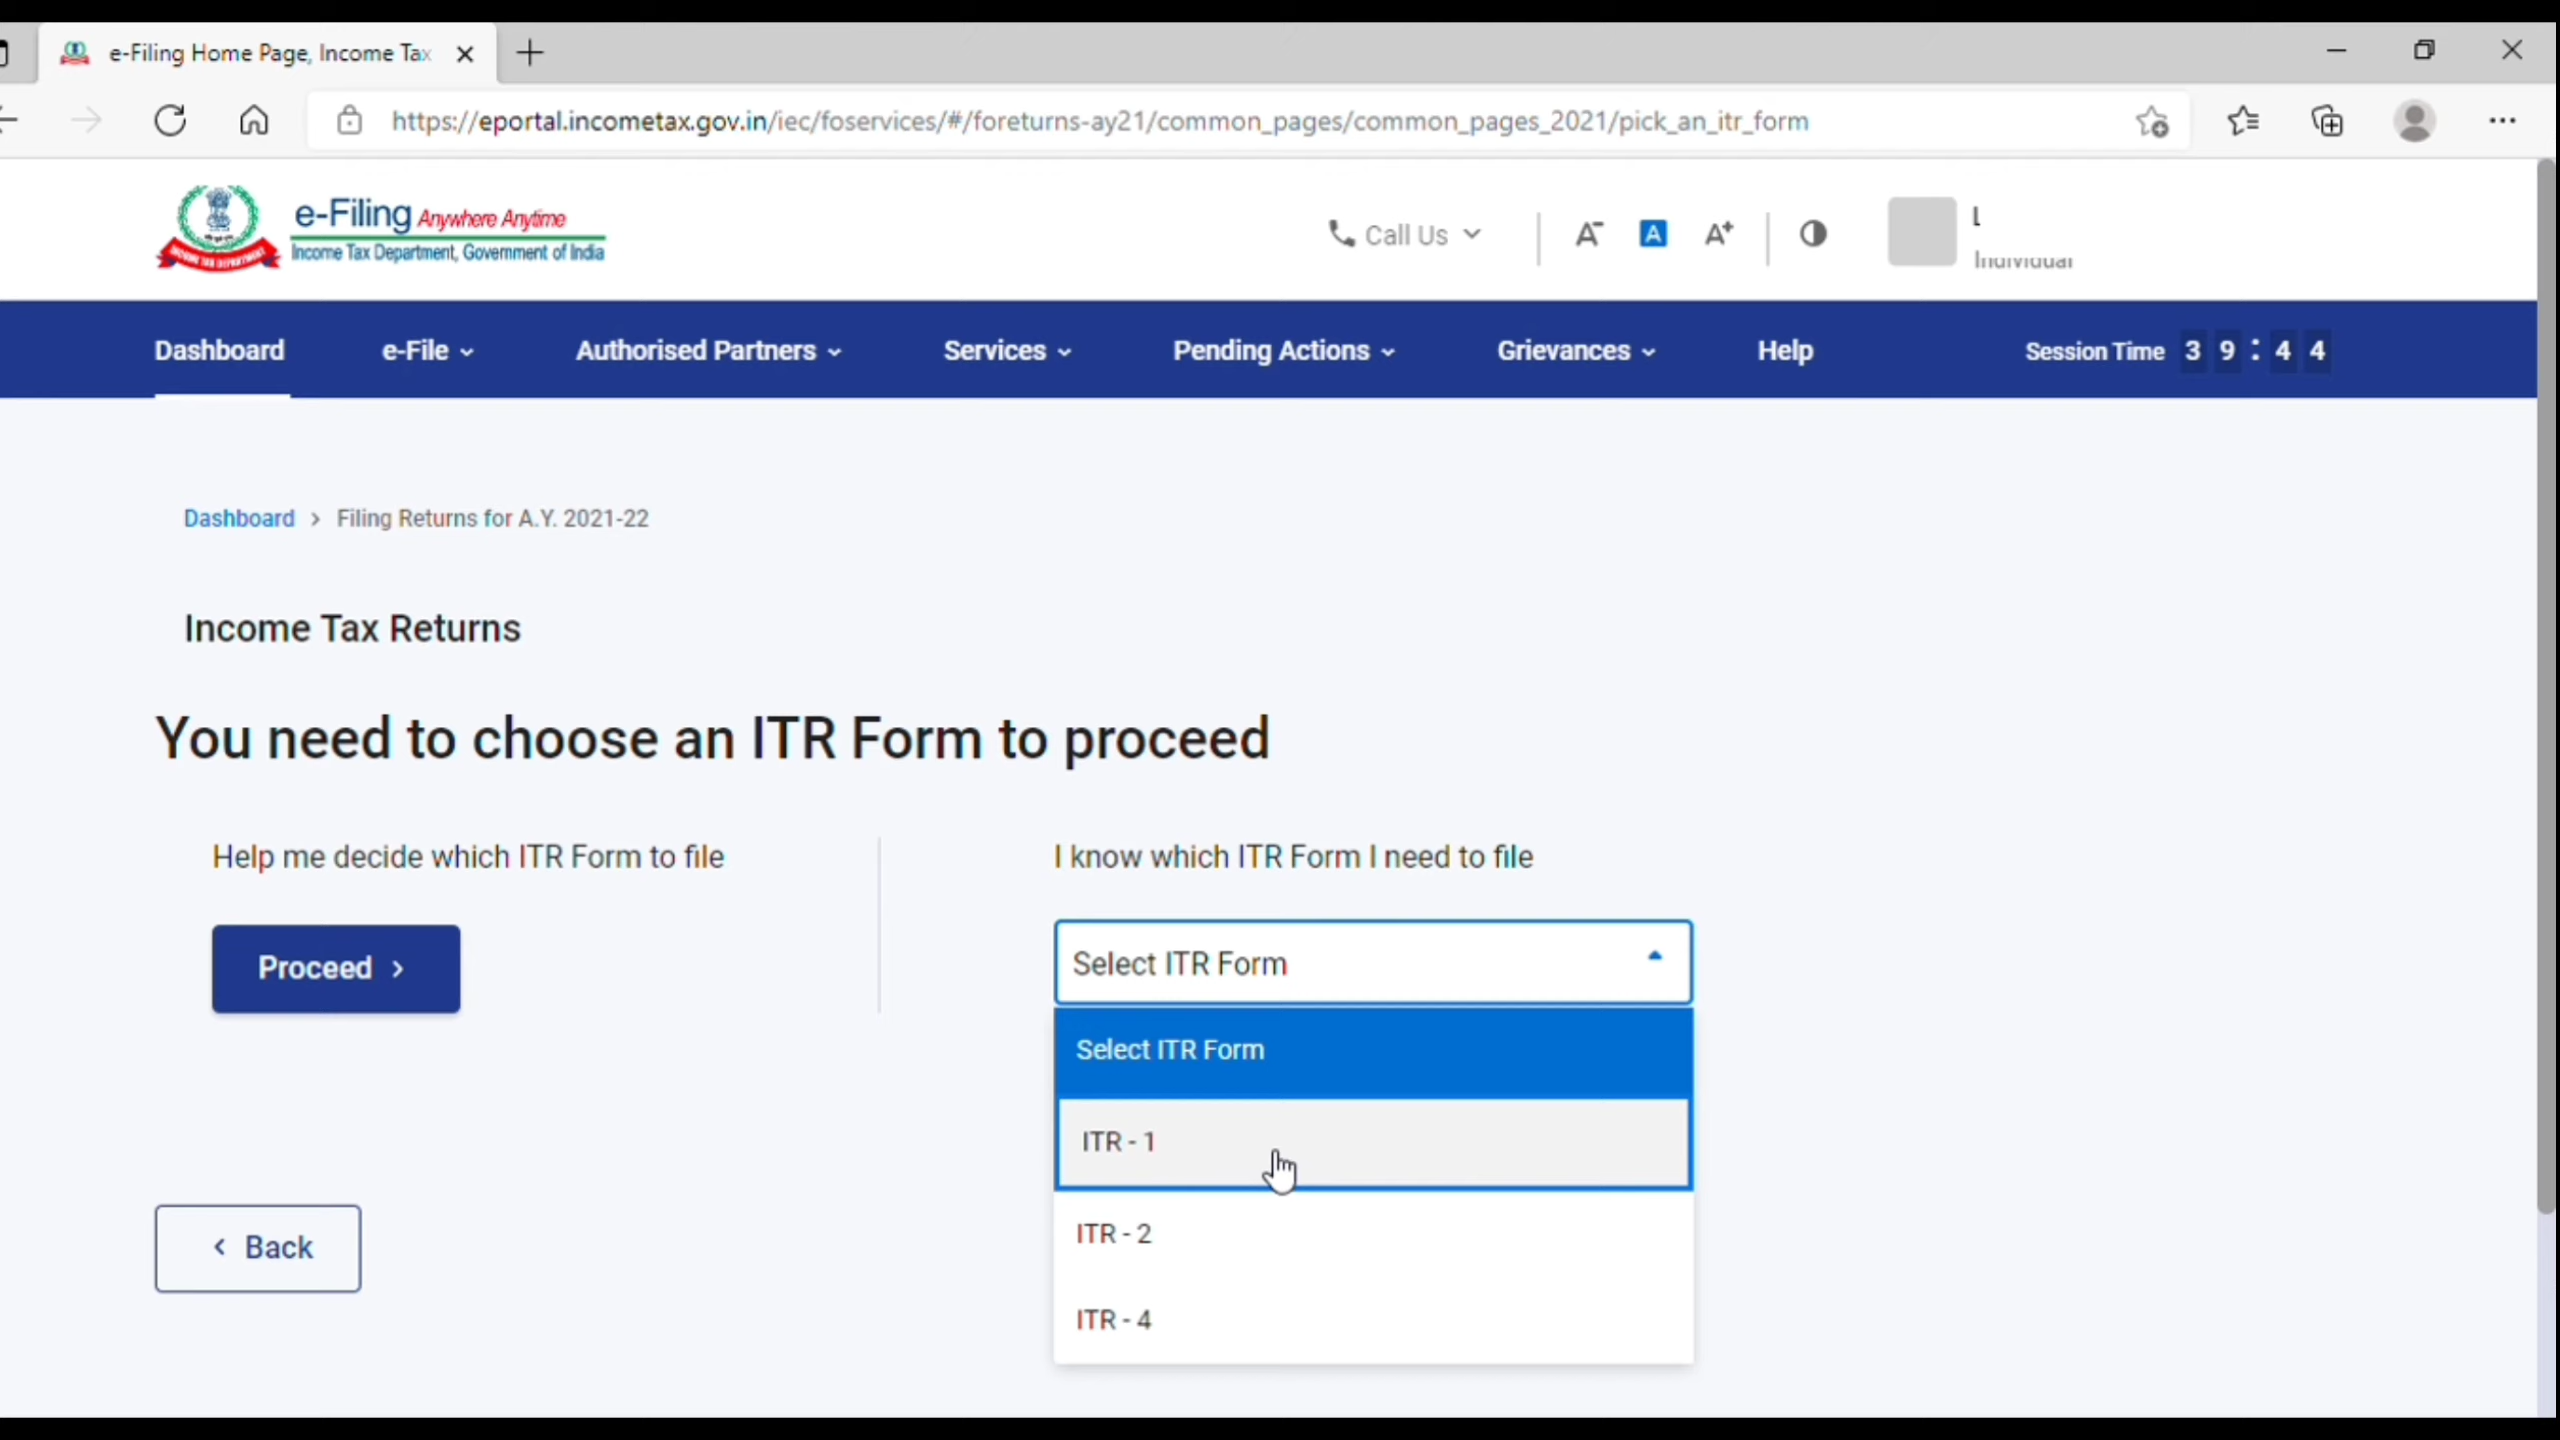 e-Filing Home Page, Income Tax
https://eportal.incometax.gov.in/iec/foservices/#/foreturns-ay21/common_pages/common_pages_2021/pick_an_itr_form
e-Filing Anywhere Anytime
Income Tax Department, Government of India
Call Us
A- A A+
L
Individual
Dashboard e-File Authorised Partners Services Pending Actions Grievances Help Session Time 39:44
Dashboard > Filing Returns for A.Y. 2021-22
Income Tax Returns
You need to choose an ITR Form to proceed
Help me decide which ITR Form to file
Proceed >
I know which ITR Form I need to file
Select ITR Form
Select ITR Form
ITR - 1
ITR - 2
ITR - 4
< Back